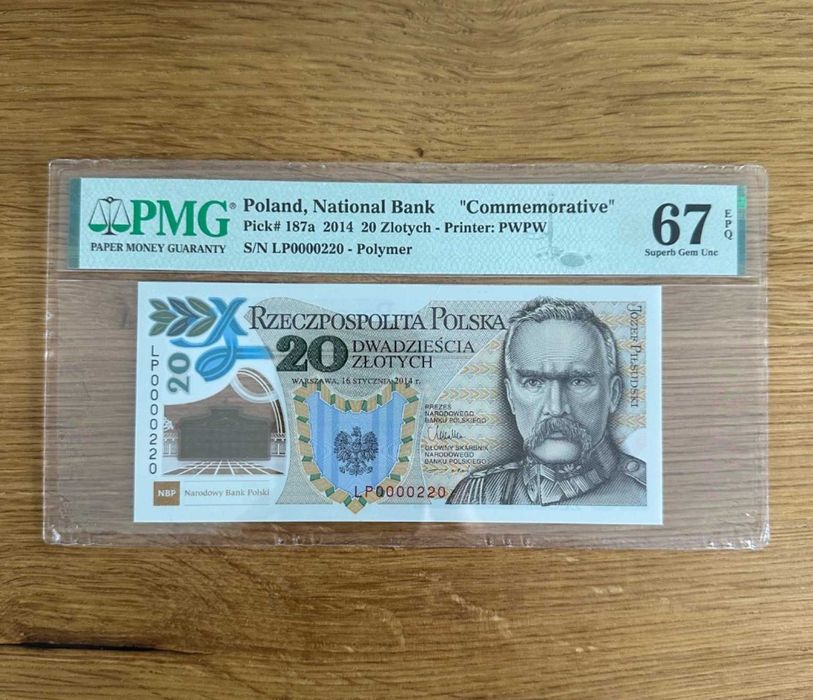 PMG®
PAPER MONEY GUARANTY
Poland, National Bank "Commemorative"
Pick# 187a 2014 20 Zlotych - Printer: PWPW
S/N LP0000220 - Polymer
67
EPQ
Superb Gem Unc
RZECZPOSPOLITA POLSKA
20 DWADZIEŚCIA
ZŁOTYCH
WARSZAWA, 16 STYCZNIA 2014 r.
20
LP0000220
PREZES
NARODOWEGO
BANKU POLSKIEGO
GŁÓWNY SKARBNIK
NARODOWEGO
BANKU POLSKIEGO
JÓZEF PIŁSUDSKI
LP0000220
NBP Narodowy Bank Polski